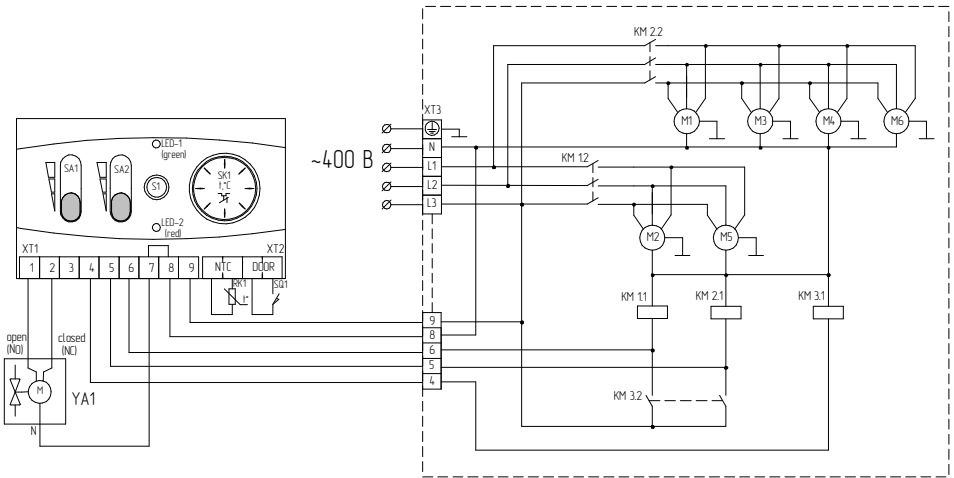 KM 2.2
XT3
N
L1
L2
L3
~400 В
M1
M3
M4
M6
KM 1.2
M2
M5
LED-1
(green)
SA1
SA2
S1
SK1
t,°C
LED-2
(red)
XT1
XT2
1 2 3 4 5 6 7 8 9 NTC DOOR
RK1
t°
SQ1
KM 1.1
KM 2.1
KM 3.1
9
8
6
5
4
open
(NO)
closed
(NC)
M
YA1
N
KM 3.2